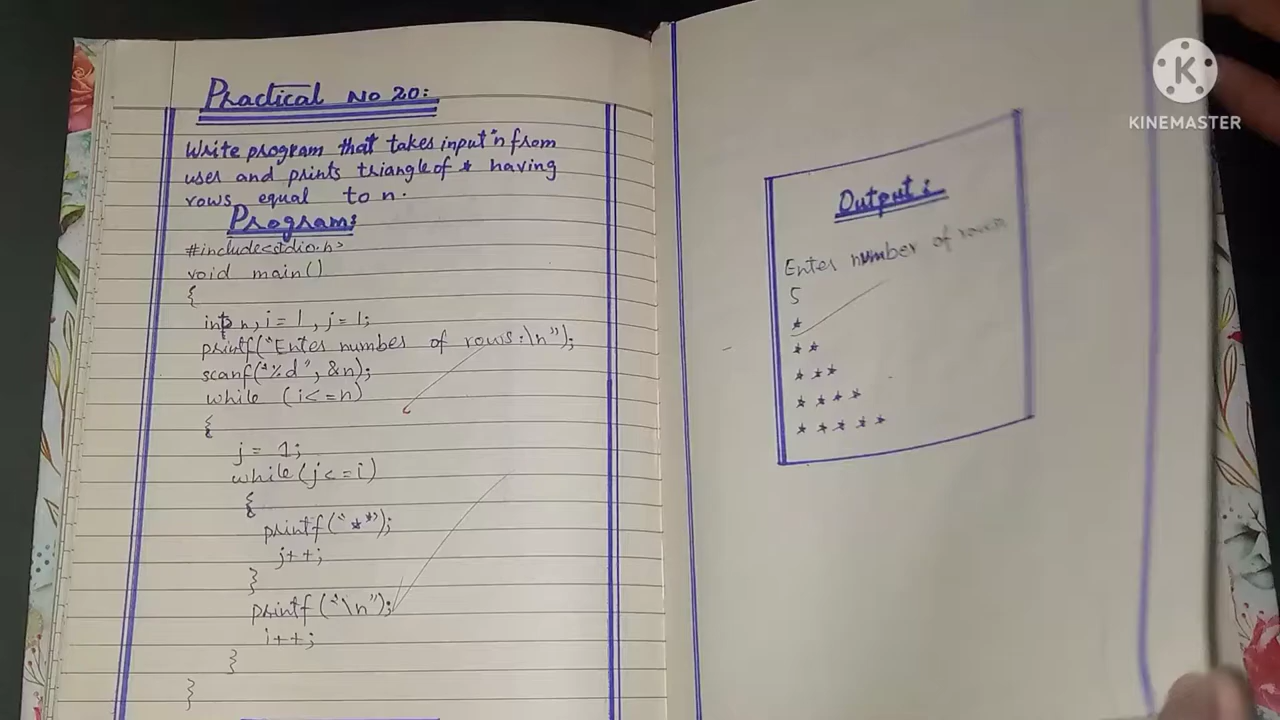 Practical No 20:
Write program that takes input n from
uses and prints triangle of * having
rows equal to n.
Program:
#include<stdio.h>
void main()
{
int n, i = 1, j = 1;
printf("Enter number of rows:\n");
scanf("%d", &n);
while (i<=n)
{
j = 1;
while(j<=i)
{
printf("*");
j++;
}
printf("\n");
i++;
}
}
Output:
Enter number of rows
5
*
* *
* * *
* * * *
* * * * *
K
KINEMASTER